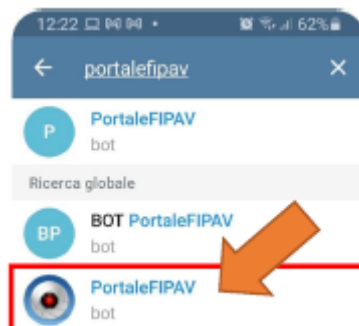 12:22 62%
portalefipav
P PortaleFIPAV
bot
Ricerca globale
BP BOT PortaleFIPAV
bot
PortaleFIPAV
bot